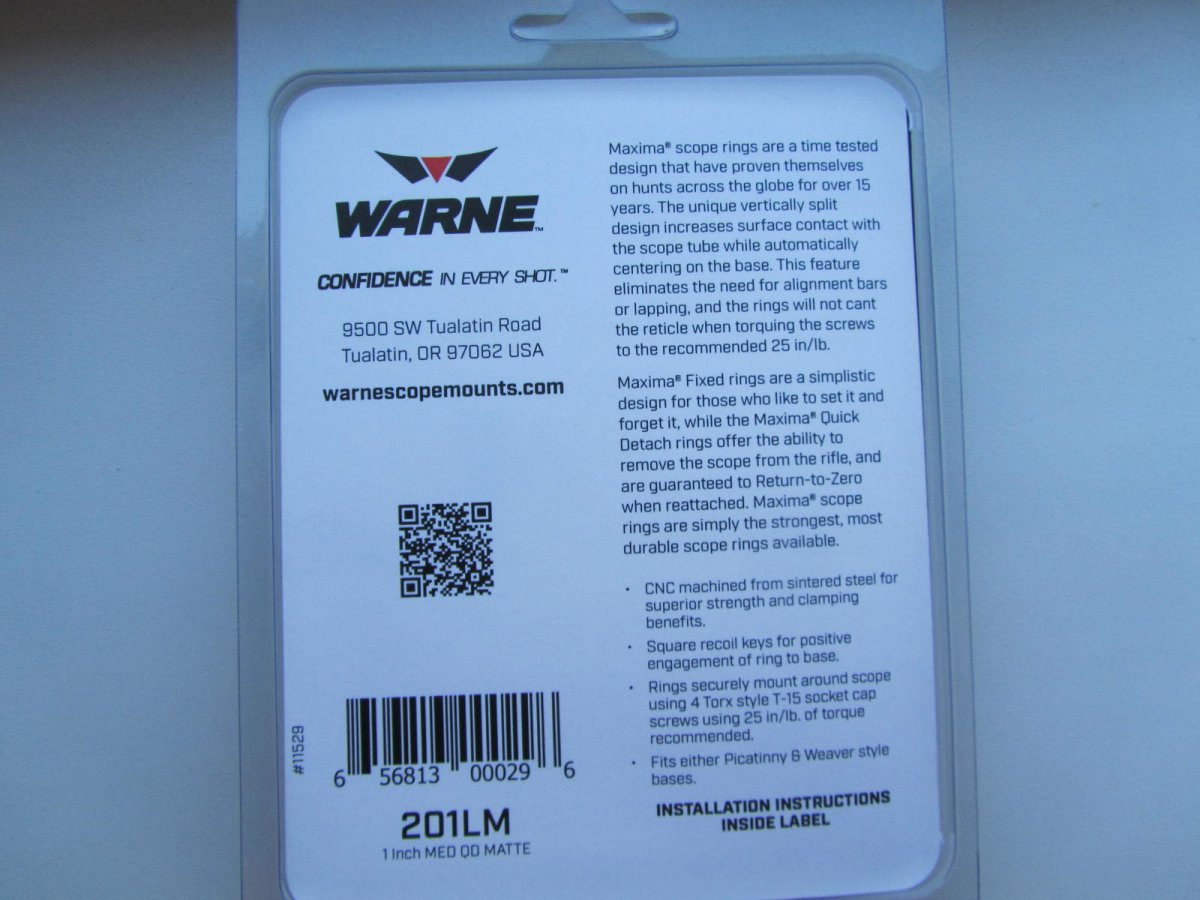 WARNE™
CONFIDENCE IN EVERY SHOT.™
9500 SW Tualatin Road
Tualatin, OR 97062 USA
warnescopemounts.com
#11529
6 56813 00029 6
201LM
1 Inch MED QD MATTE
Maxima® scope rings are a time tested
design that have proven themselves
on hunts across the globe for over 15
years. The unique vertically split
design increases surface contact with
the scope tube while automatically
centering on the base. This feature
eliminates the need for alignment bars
or lapping, and the rings will not cant
the reticle when torquing the screws
to the recommended 25 in/lb.
Maxima® Fixed rings are a simplistic
design for those who like to set it and
forget it, while the Maxima® Quick
Detach rings offer the ability to
remove the scope from the rifle, and
are guaranteed to Return-to-Zero
when reattached. Maxima® scope
rings are simply the strongest, most
durable scope rings available.
• CNC machined from sintered steel for
superior strength and clamping
benefits.
• Square recoil keys for positive
engagement of ring to base.
• Rings securely mount around scope
using 4 Torx style T-15 socket cap
screws using 25 in/lb. of torque
recommended.
• Fits either Picatinny & Weaver style
bases.
INSTALLATION INSTRUCTIONS
INSIDE LABEL